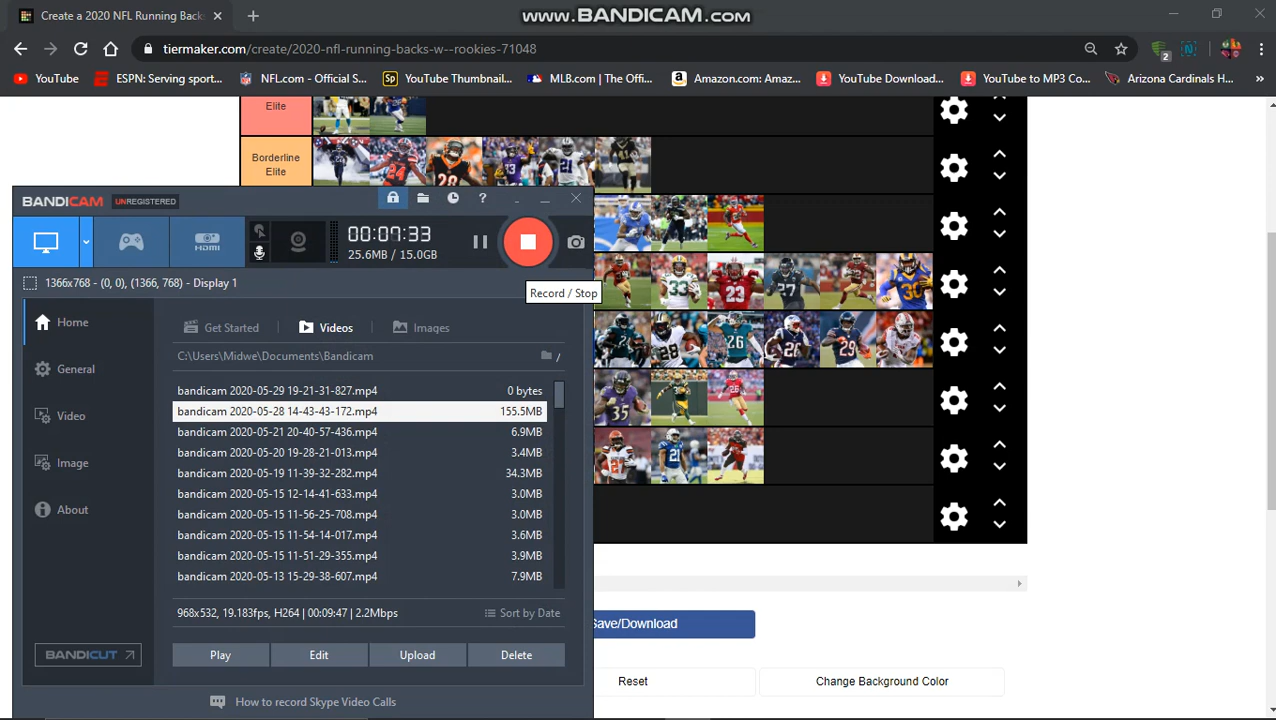 Create a 2020 NFL Running Back
www.BANDICAM.com
tiermaker.com/create/2020-nfl-running-backs-w--rookies-71048
2
YouTube
ESPN: Serving sport...
NFL.com - Official S...
Sp YouTube Thumbnail...
MLB.com | The Offi...
Amazon.com: Amaz...
YouTube Download...
YouTube to MP3 Co...
Arizona Cardinals H...
»
Elite
Borderline
Elite
BANDICAM UNREGISTERED
?
HDMI
00:07:33
25.6MB / 15.0GB
1366x768 - (0, 0), (1366, 768) - Display 1
Record / Stop
Home
General
Video
Image
About
BANDICUT
Get Started
Videos
Images
C:\Users\Midwe\Documents\Bandicam
/
bandicam 2020-05-29 19-21-31-827.mp4 0 bytes
bandicam 2020-05-28 14-43-43-172.mp4 155.5MB
bandicam 2020-05-21 20-40-57-436.mp4 6.9MB
bandicam 2020-05-20 19-28-21-013.mp4 3.4MB
bandicam 2020-05-19 11-39-32-282.mp4 34.3MB
bandicam 2020-05-15 12-14-41-633.mp4 3.0MB
bandicam 2020-05-15 11-56-25-708.mp4 3.0MB
bandicam 2020-05-15 11-54-14-017.mp4 3.6MB
bandicam 2020-05-15 11-51-29-355.mp4 3.9MB
bandicam 2020-05-13 15-29-38-607.mp4 7.9MB
968x532, 19.183fps, H264 | 00:09:47 | 2.2Mbps
Sort by Date
Play
Edit
Upload
Delete
How to record Skype Video Calls
Save/Download
Reset
Change Background Color